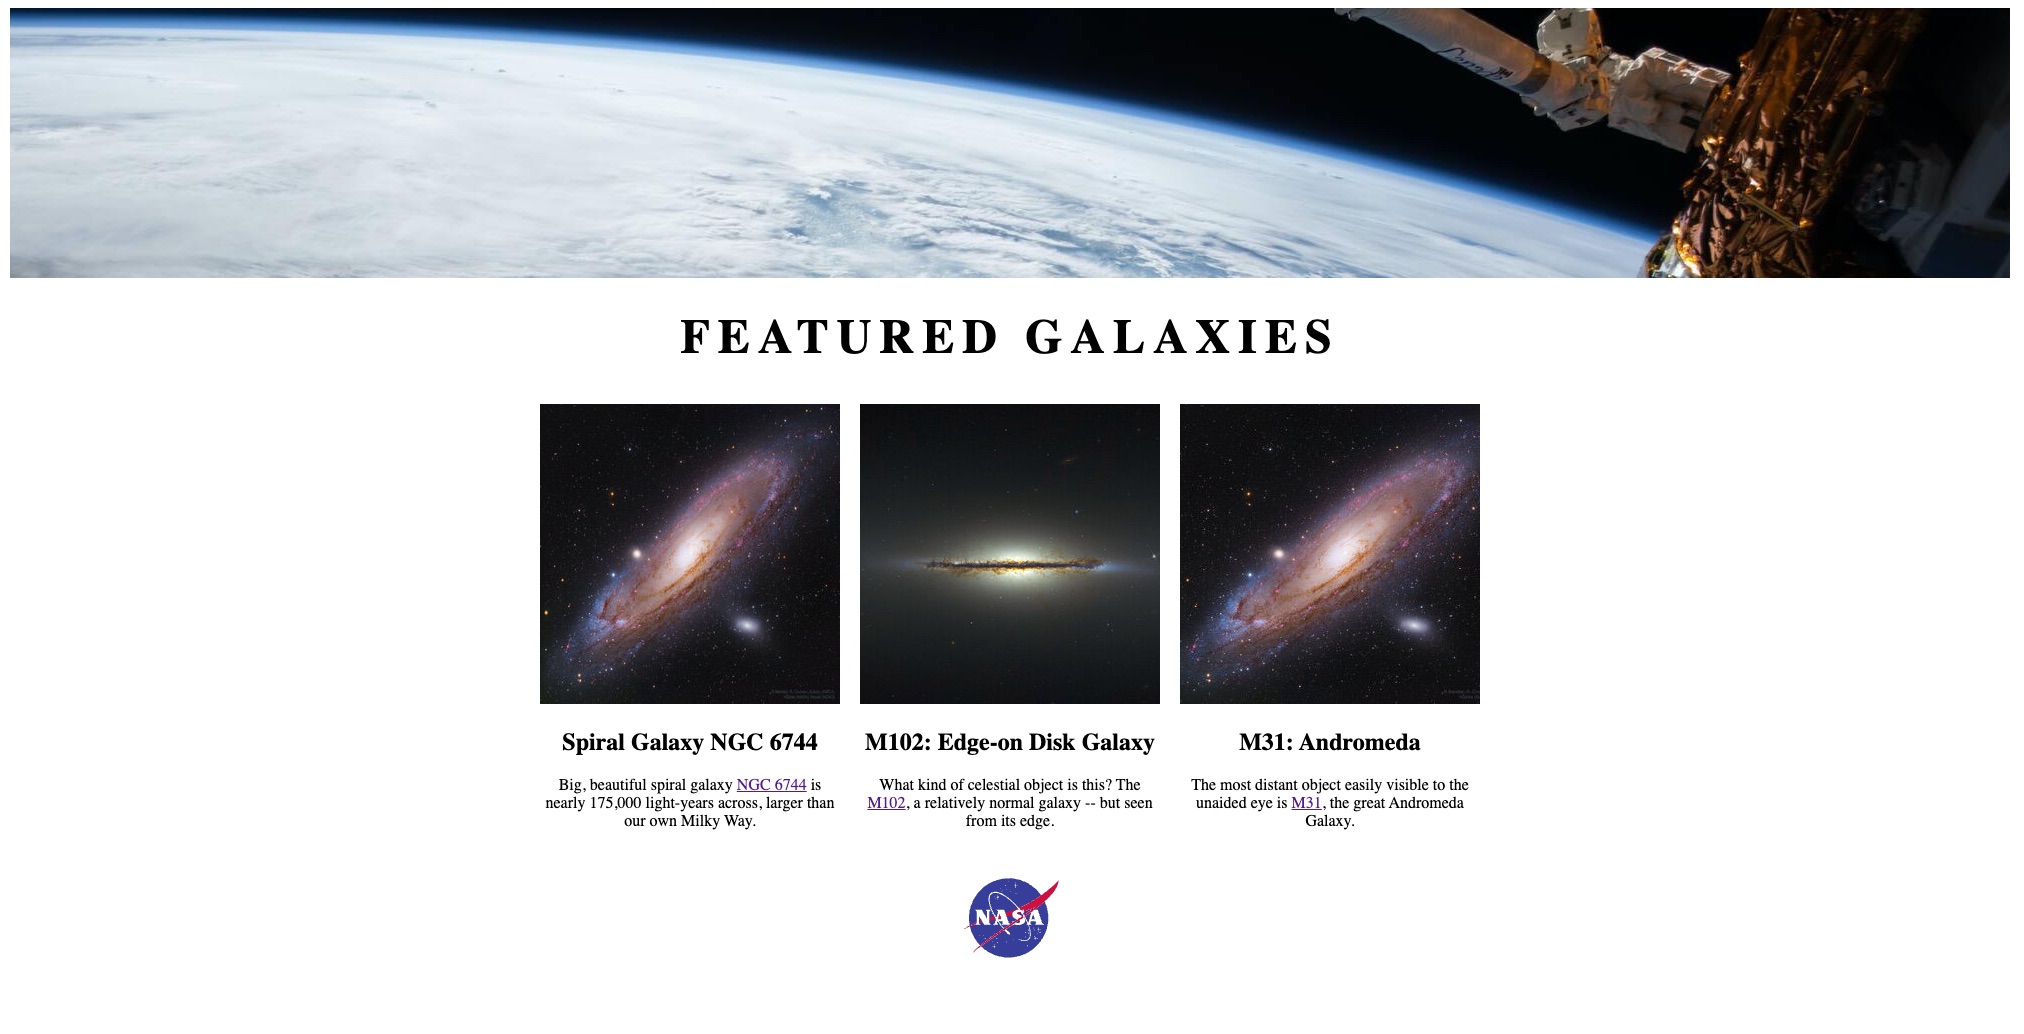 FEATURED GALAXIES
Spiral Galaxy NGC 6744
Big, beautiful spiral galaxy NGC 6744 is
nearly 175,000 light-years across, larger than
our own Milky Way.
M102: Edge-on Disk Galaxy
What kind of celestial object is this? The
M102, a relatively normal galaxy -- but seen
from its edge.
M31: Andromeda
The most distant object easily visible to the
unaided eye is M31, the great Andromeda
Galaxy.
NASA